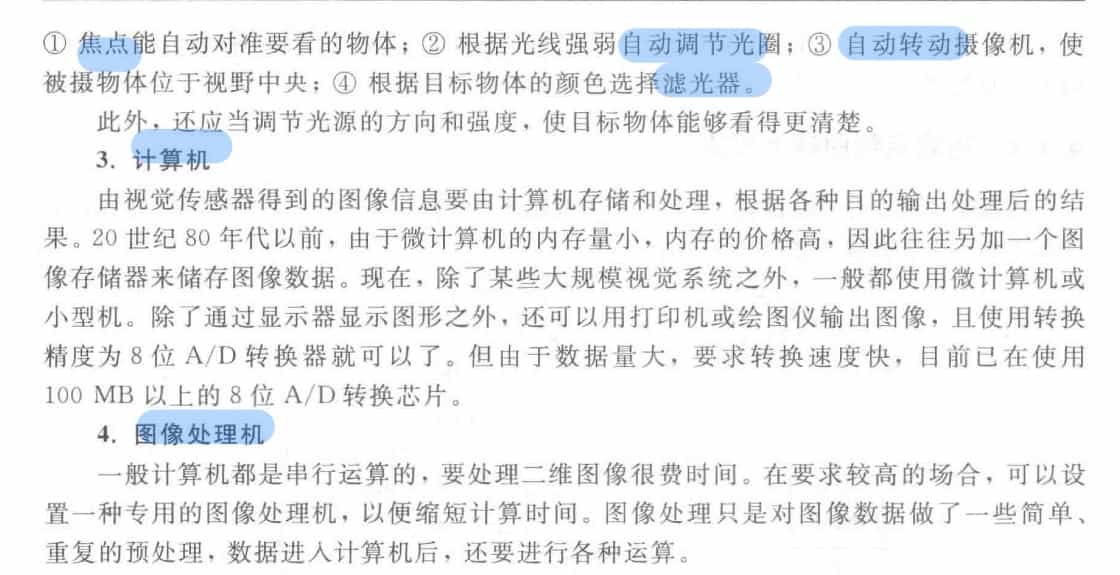 ① 焦点能自动对准要看的物体；② 根据光线强弱自动调节光圈；③ 自动转动摄像机，使
被摄物体位于视野中央；④ 根据目标物体的颜色选择滤光器。
此外，还应当调节光源的方向和强度，使目标物体能够看得更清楚。
3. 计算机
由视觉传感器得到的图像信息要由计算机存储和处理，根据各种目的输出处理后的结
果。20 世纪 80 年代以前，由于微计算机的内存量小，内存的价格高，因此往往另加一个图
像存储器来储存图像数据。现在，除了某些大规模视觉系统之外，一般都使用微计算机或
小型机。除了通过显示器显示图形之外，还可以用打印机或绘图仪输出图像，且使用转换
精度为 8 位 A/D 转换器就可以了。但由于数据量大，要求转换速度快，目前已在使用
100 MB 以上的 8 位 A/D 转换芯片。
4. 图像处理机
一般计算机都是串行运算的，要处理二维图像很费时间。在要求较高的场合，可以设
置一种专用的图像处理机，以便缩短计算时间。图像处理只是对图像数据做了一些简单、
重复的预处理，数据进入计算机后，还要进行各种运算。